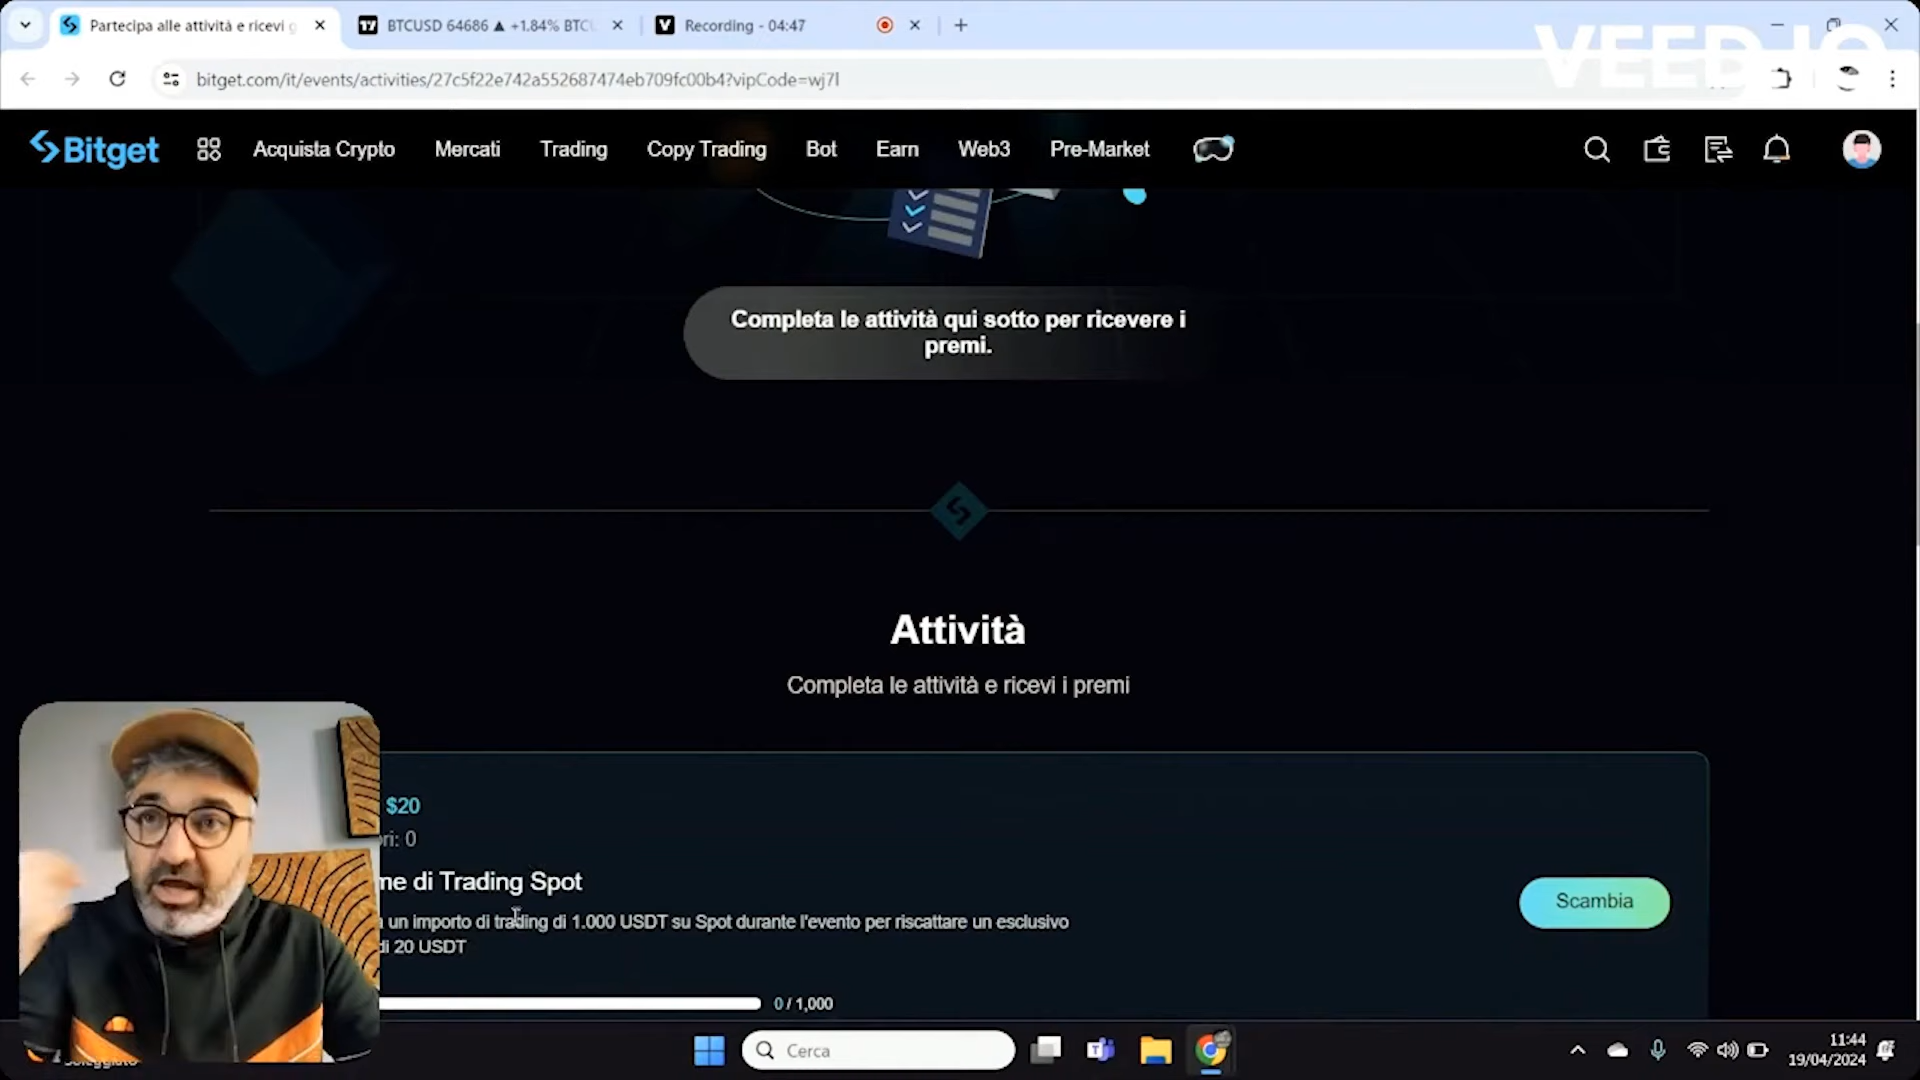 Partecipa alle attività e ricevi g
BTCUSD 64686 ▲ +1.84% BTCU
Recording - 04:47
VEED.IO
bitget.com/it/events/activities/27c5f22e742a552687474eb709fc00b4?vipCode=wj7l
Bitget
Acquista Crypto
Mercati
Trading
Copy Trading
Bot
Earn
Web3
Pre-Market
Completa le attività qui sotto per ricevere i
premi.
Attività
Completa le attività e ricevi i premi
$20
ri: 0
me di Trading Spot
un importo di trading di 1.000 USDT su Spot durante l'evento per riscattare un esclusivo
di 20 USDT
0 / 1,000
Scambia
Cerca
11:44
19/04/2024